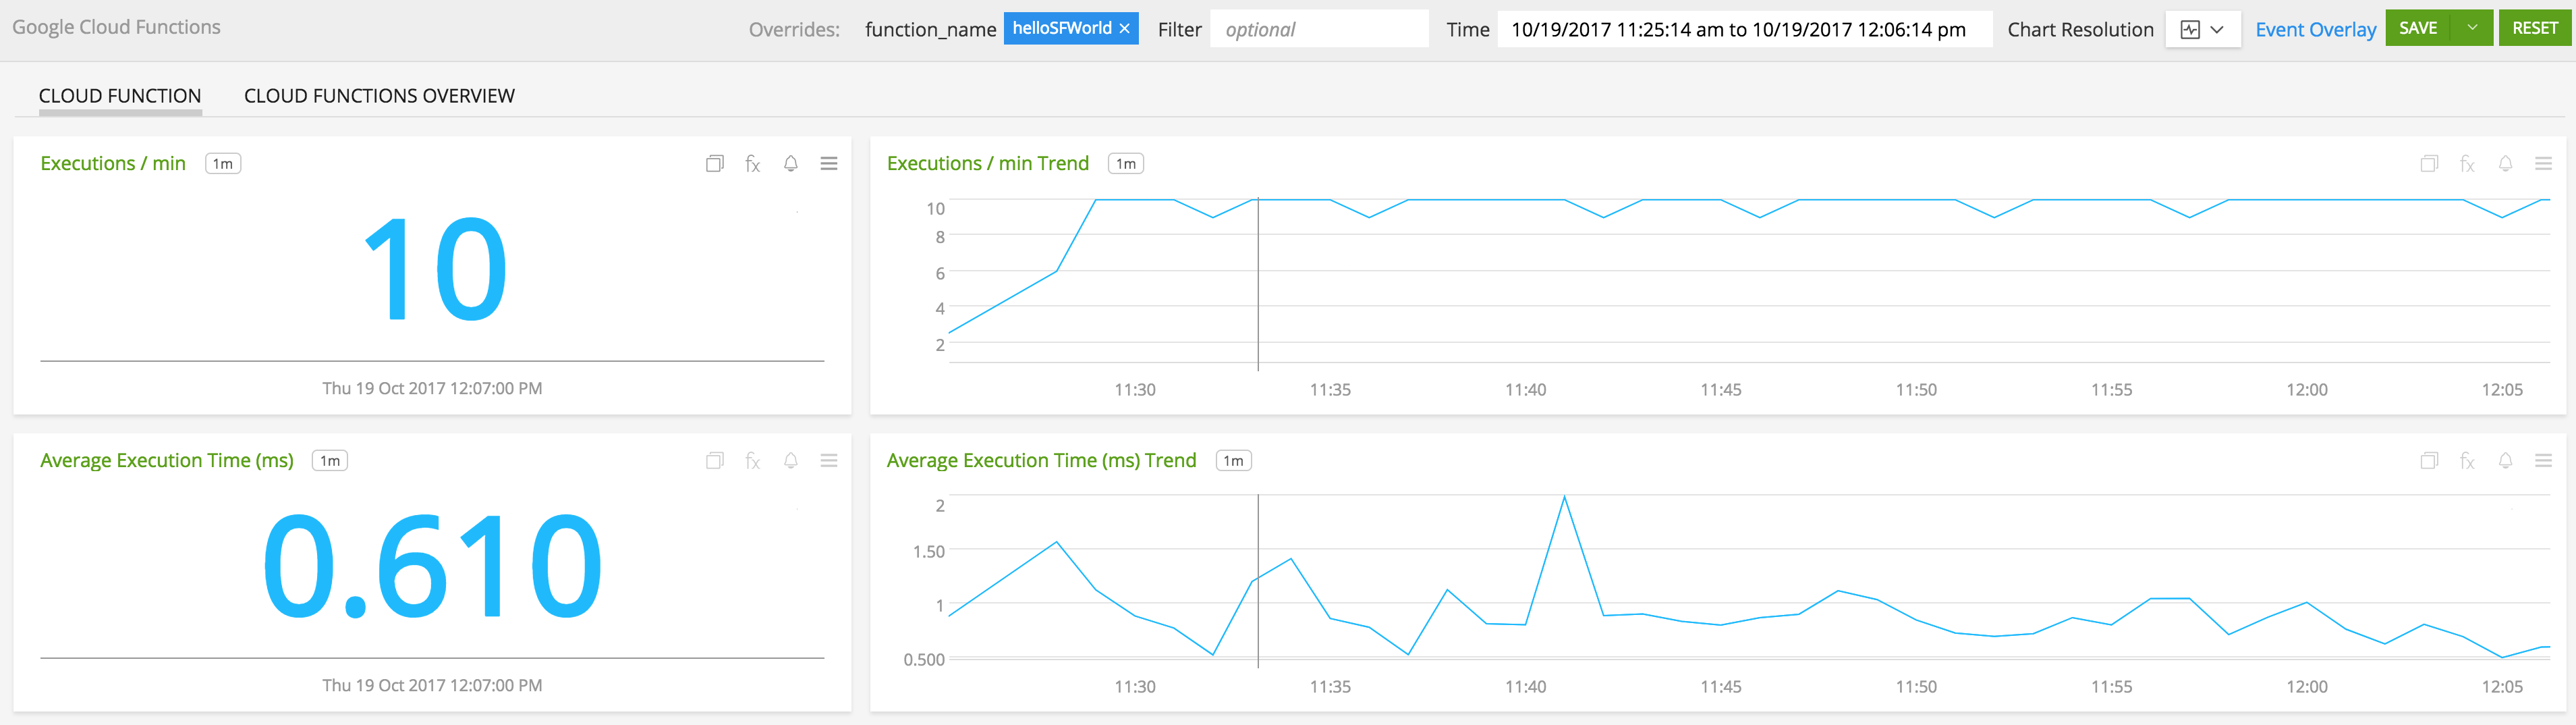 Google Cloud Functions
Overrides: function_name helloSFWorld × Filter optional Time 10/19/2017 11:25:14 am to 10/19/2017 12:06:14 pm Chart Resolution Event Overlay SAVE RESET
CLOUD FUNCTION CLOUD FUNCTIONS OVERVIEW
Executions / min 1m
fx
10
Thu 19 Oct 2017 12:07:00 PM
Executions / min Trend 1m
fx
10
8
6
4
2
11:30 11:35 11:40 11:45 11:50 11:55 12:00 12:05
Average Execution Time (ms) 1m
fx
0.610
Thu 19 Oct 2017 12:07:00 PM
Average Execution Time (ms) Trend 1m
fx
2
1.50
1
0.500
11:30 11:35 11:40 11:45 11:50 11:55 12:00 12:05